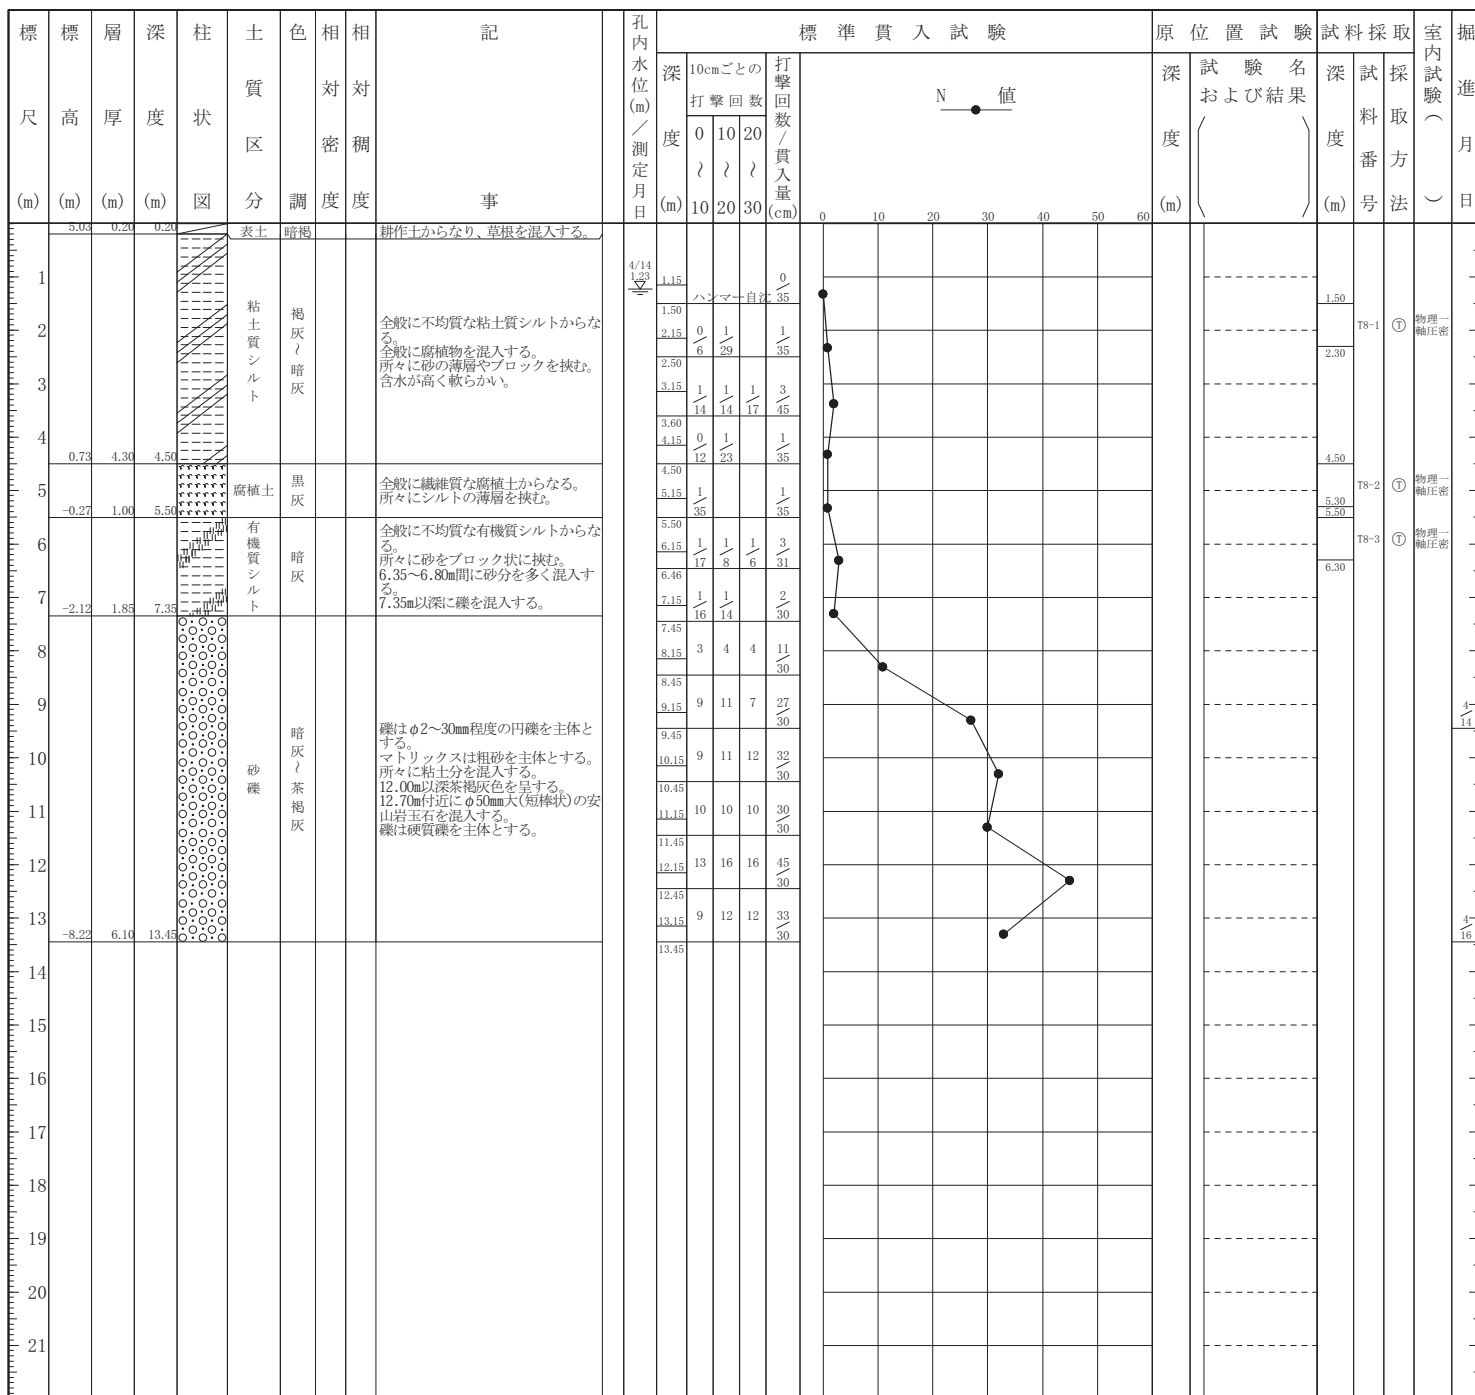 標尺(m)
標高(m)
層厚(m)
深度(m)
柱状図
土質区分
色調
相対密度
相対稠度
記事
孔内水位(m)／測定月日
標準貫入試験
深度(m)
10cmごとの
打撃回数
0〜10
10〜20
20〜30
打撃回数/貫入量(cm)
N 値
0 10 20 30 40 50 60
原位置試験
深度(m)
試験名
および結果
試料採取
深度(m)
試料番号
採取方法
室内試験()
掘進月日
1
2
3
4
5
6
7
8
9
10
11
12
13
14
15
16
17
18
19
20
21
5.03 0.20 0.20
表土
暗褐
耕作土からなり、草根を混入する。
0.73 4.30 4.50
粘土質シルト
褐灰〜暗灰
全般に不均質な粘土質シルトからな
る。
全般に腐植物を混入する。
所々に砂の薄層やブロックを挟む。
含水が高く軟らかい。
-0.27 1.00 5.50
腐植土
黒灰
全般に繊維質な腐植土からなる。
所々にシルトの薄層を挟む。
-2.12 1.85 7.35
有機質シルト
暗灰
全般に不均質な有機質シルトからな
る。
所々に砂をブロック状に挟む。
6.35〜6.80m間に砂分を多く混入す
る。
7.35m以深に礫を混入する。
-8.22 6.10 13.45
砂礫
暗灰〜茶褐灰
礫はφ2〜30mm程度の円礫を主体と
する。
マトリックスは粗砂を主体とする。
所々に粘土分を混入する。
12.00m以深茶褐灰色を呈する。
12.70m付近にφ50mm大(短棒状)の安
山岩玉石を混入する。
礫は硬質礫を主体とする。
4/14
1.23
1.15 ハンマー自沈 0/35
1.50
2.15 0/6 1/29 1/35
2.50
3.15 1/14 1/14 1/17 3/45
3.60
4.15 0/12 1/23 1/35
4.50
5.15 1/35 1/35
5.50
6.15 1/17 1/8 1/6 3/31
6.46
7.15 1/16 1/14 2/30
7.45
8.15 3 4 4 11/30
8.45
9.15 9 11 7 27/30
9.45
10.15 9 11 12 32/30
10.45
11.15 10 10 10 30/30
11.45
12.15 13 16 16 45/30
12.45
13.15 9 12 12 33/30
13.45
1.50
T8-1 Ⓣ 物理一
軸圧密
2.30
4.50
T8-2 Ⓣ 物理一
軸圧密
5.30
5.50
T8-3 Ⓣ 物理一
軸圧密
6.30
4/14
4/16